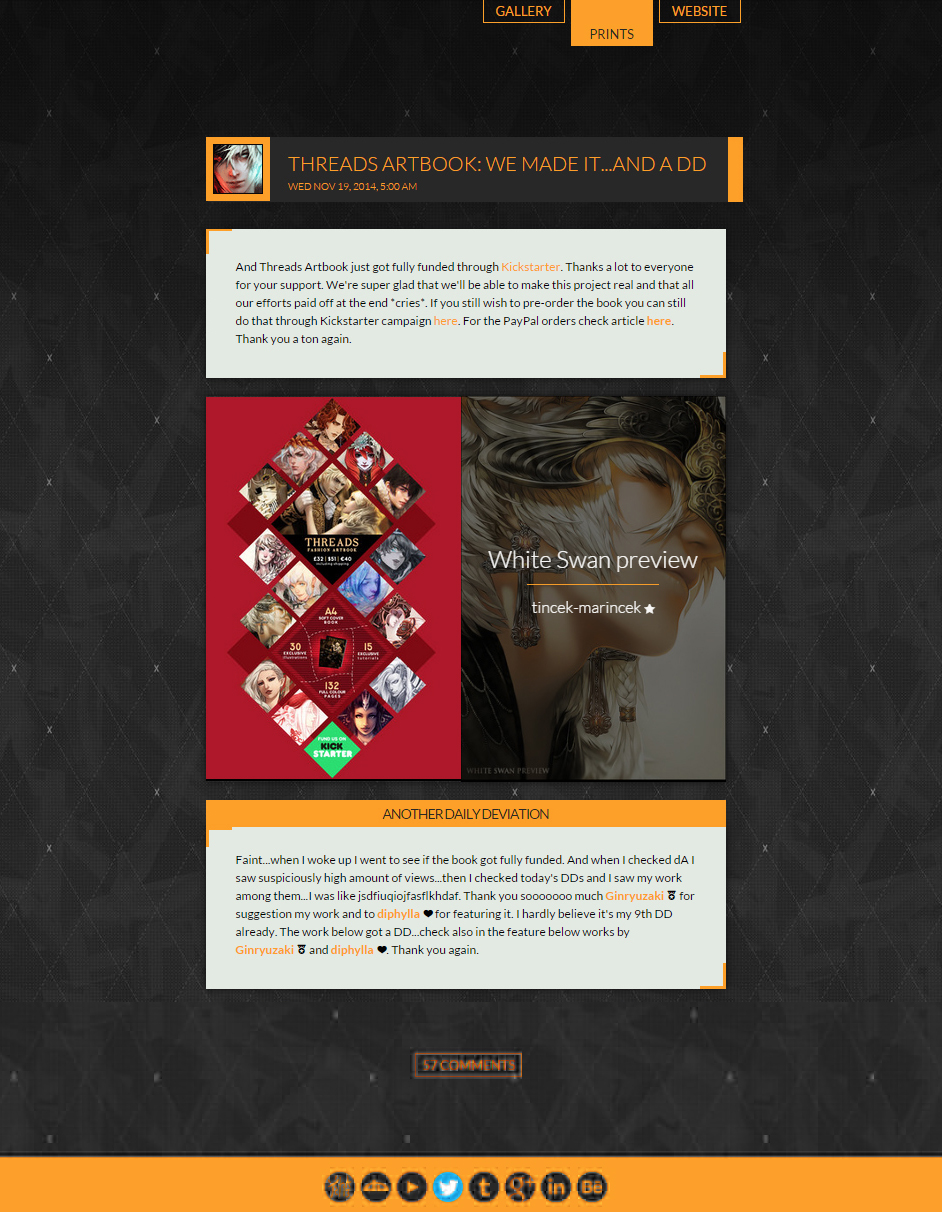 GALLERY
PRINTS
WEBSITE
THREADS ARTBOOK: WE MADE IT...AND A DD
WED NOV 19, 2014, 5:00 AM
And Threads Artbook just got fully funded through Kickstarter. Thanks a lot to everyone
for your support. We're super glad that we'll be able to make this project real and that all
our efforts paid off at the end *cries*. If you still wish to pre-order the book you can still
do that through Kickstarter campaign here. For the PayPal orders check article here.
Thank you a ton again.
THREADS
FASHION ARTBOOK
£32 | $51 | €40
including shipping
A4
SOFT COVER
BOOK
30
EXCLUSIVE
illustrations
15
EXCLUSIVE
tutorials
132
FULL COLOUR
PAGES
FUND US ON
KICK
STARTER
White Swan preview
tincek-marincek
WHITE SWAN PREVIEW
ANOTHER DAILY DEVIATION
Faint...when I woke up I went to see if the book got fully funded. And when I checked dA I
saw suspiciously high amount of views...then I checked today's DDs and I saw my work
among them...I was like jsdfiuqiojfasflkhdaf. Thank you sooooooo much Ginryuzaki for
suggestion my work and to diphylla for featuring it. I hardly believe it's my 9th DD
already. The work below got a DD...check also in the feature below works by
Ginryuzaki and diphylla. Thank you again.
57 COMMENTS